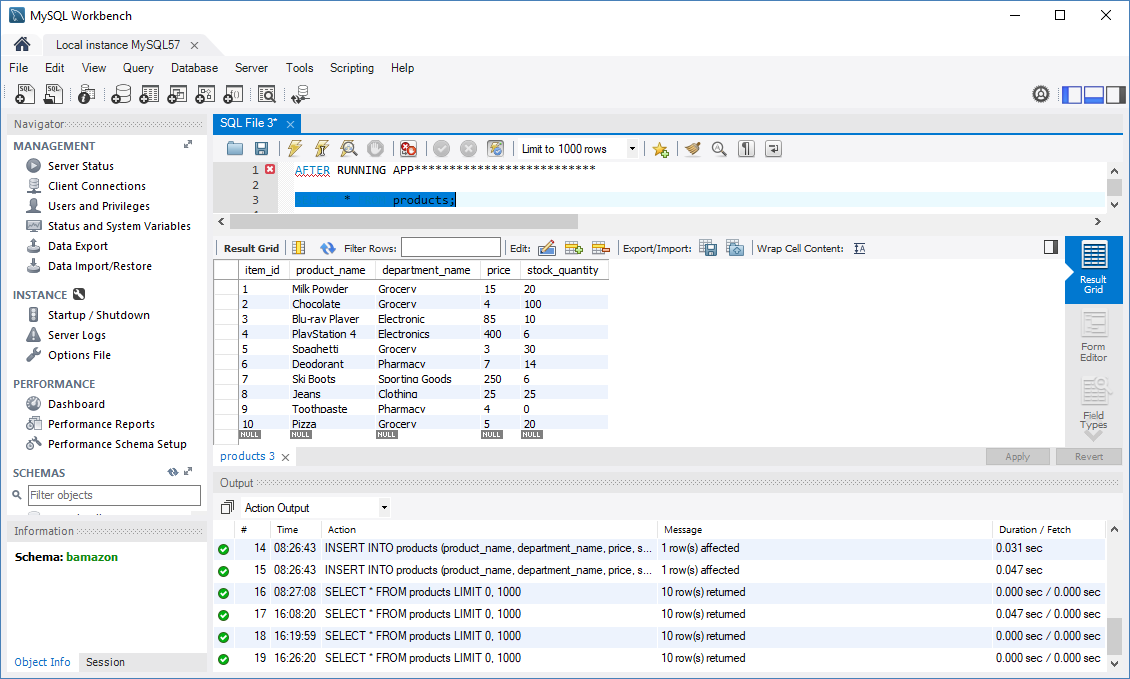 MySQL Workbench
Local instance MySQL57
File Edit View Query Database Server Tools Scripting Help
Navigator
MANAGEMENT
Server Status
Client Connections
Users and Privileges
Status and System Variables
Data Export
Data Import/Restore
INSTANCE
Startup / Shutdown
Server Logs
Options File
PERFORMANCE
Dashboard
Performance Reports
Performance Schema Setup
SCHEMAS
Filter objects
Information
Schema: bamazon
Object Info Session
SQL File 3*
Limit to 1000 rows
1 AFTER RUNNING APP**************************
2
3 * products;
Result Grid Filter Rows: Edit: Export/Import: Wrap Cell Content:
item_id product_name department_name price stock_quantity
1 Milk Powder Grocery 15 20
2 Chocolate Grocery 4 100
3 Blu-ray Player Electronic 85 10
4 PlayStation 4 Electronics 400 6
5 Spaghetti Grocery 3 30
6 Deodorant Pharmacy 7 14
7 Ski Boots Sporting Goods 250 6
8 Jeans Clothing 25 25
9 Toothpaste Pharmacy 4 0
10 Pizza Grocery 5 20
NULL NULL NULL NULL NULL
Result
Grid
Form
Editor
Field
Types
products 3
Apply Revert
Output
Action Output
# Time Action Message Duration / Fetch
14 08:26:43 INSERT INTO products (product_name, department_name, price, s... 1 row(s) affected 0.031 sec
15 08:26:43 INSERT INTO products (product_name, department_name, price, s... 1 row(s) affected 0.047 sec
16 08:27:08 SELECT * FROM products LIMIT 0, 1000 10 row(s) returned 0.000 sec / 0.000 sec
17 16:08:20 SELECT * FROM products LIMIT 0, 1000 10 row(s) returned 0.047 sec / 0.000 sec
18 16:19:59 SELECT * FROM products LIMIT 0, 1000 10 row(s) returned 0.000 sec / 0.000 sec
19 16:26:20 SELECT * FROM products LIMIT 0, 1000 10 row(s) returned 0.000 sec / 0.000 sec